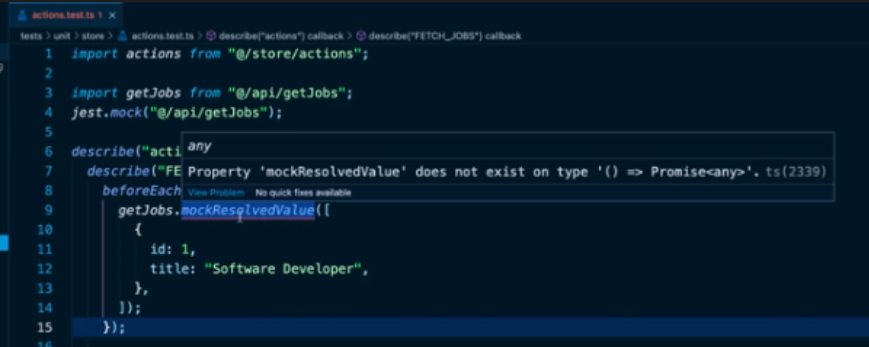 actions.test.ts 1 ×
tests > unit > store > actions.test.ts > describe("actions") callback > describe("FETCH_JOBS") callback
1 import actions from "@/store/actions";
2
3 import getJobs from "@/api/getJobs";
4 jest.mock("@/api/getJobs");
5
6 describe("acti
any
7 describe("FE
Property 'mockResolvedValue' does not exist on type '() => Promise<any>'. ts(2339)
8 beforeEach
View Problem No quick fixes available
9 getJobs.mockResolvedValue([
10 {
11 id: 1,
12 title: "Software Developer",
13 },
14 ]);
15 });
16